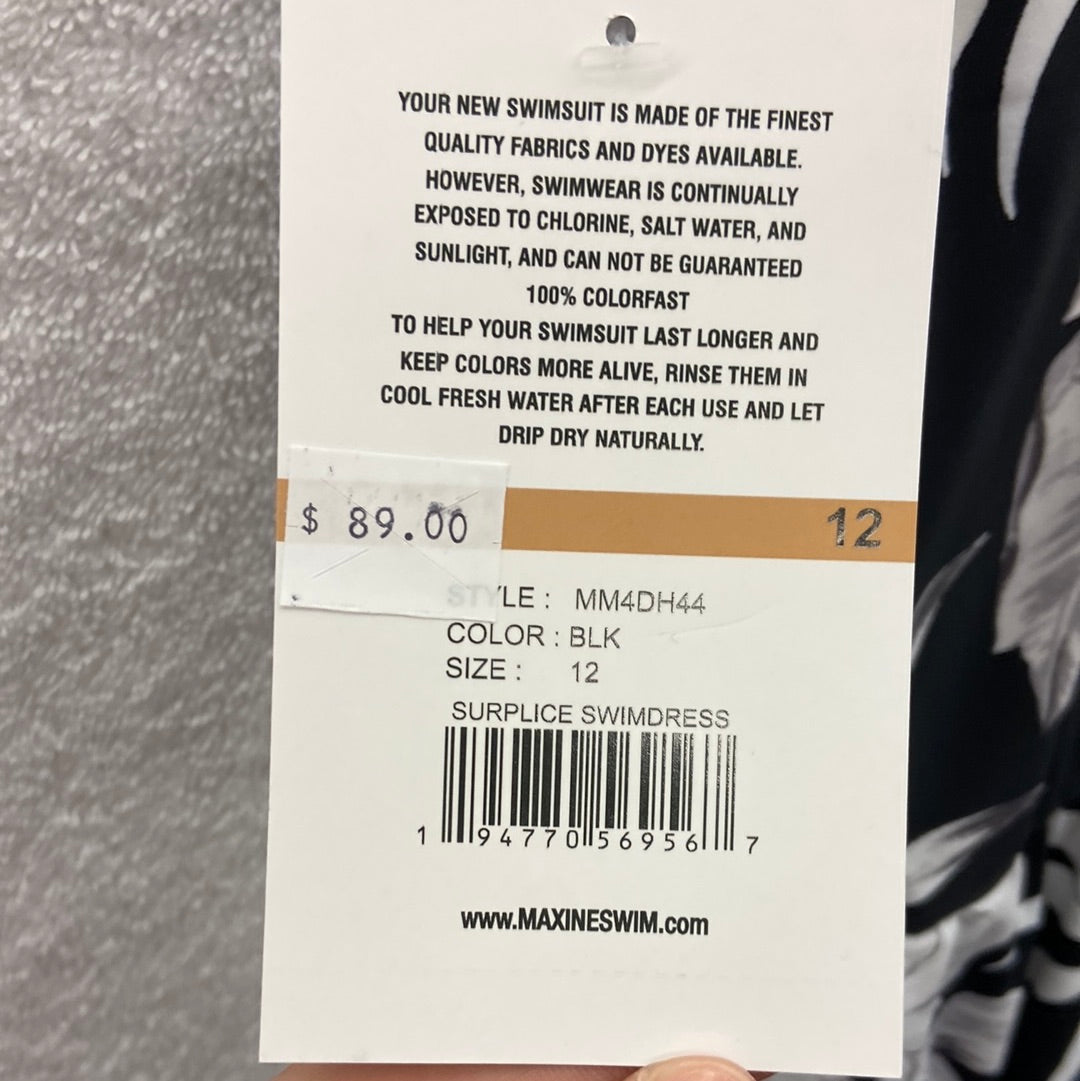 YOUR NEW SWIMSUIT IS MADE OF THE FINEST
QUALITY FABRICS AND DYES AVAILABLE.
HOWEVER, SWIMWEAR IS CONTINUALLY
EXPOSED TO CHLORINE, SALT WATER, AND
SUNLIGHT, AND CAN NOT BE GUARANTEED
100% COLORFAST
TO HELP YOUR SWIMSUIT LAST LONGER AND
KEEP COLORS MORE ALIVE, RINSE THEM IN
COOL FRESH WATER AFTER EACH USE AND LET
DRIP DRY NATURALLY.
$ 89.00
12
STYLE : MM4DH44
COLOR : BLK
SIZE : 12
SURPLICE SWIMDRESS
1 94770 56956 7
www.MAXINESWIM.com